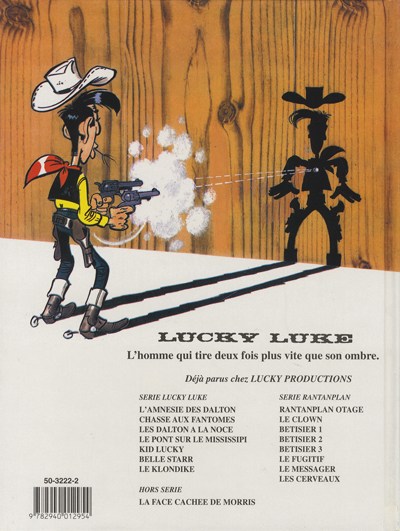 LUCKY LUKE
L'homme qui tire deux fois plus vite que son ombre.
Déjà parus chez LUCKY PRODUCTIONS
SERIE LUCKY LUKE
L'AMNESIE DES DALTON
CHASSE AUX FANTOMES
LES DALTON A LA NOCE
LE PONT SUR LE MISSISSIPI
KID LUCKY
BELLE STARR
LE KLONDIKE
HORS SERIE
LA FACE CACHEE DE MORRIS
SERIE RANTANPLAN
RANTANPLAN OTAGE
LE CLOWN
BETISIER 1
BETISIER 2
BETISIER 3
LE FUGITIF
LE MESSAGER
LES CERVEAUX
50-3222-2
9 782940 012954